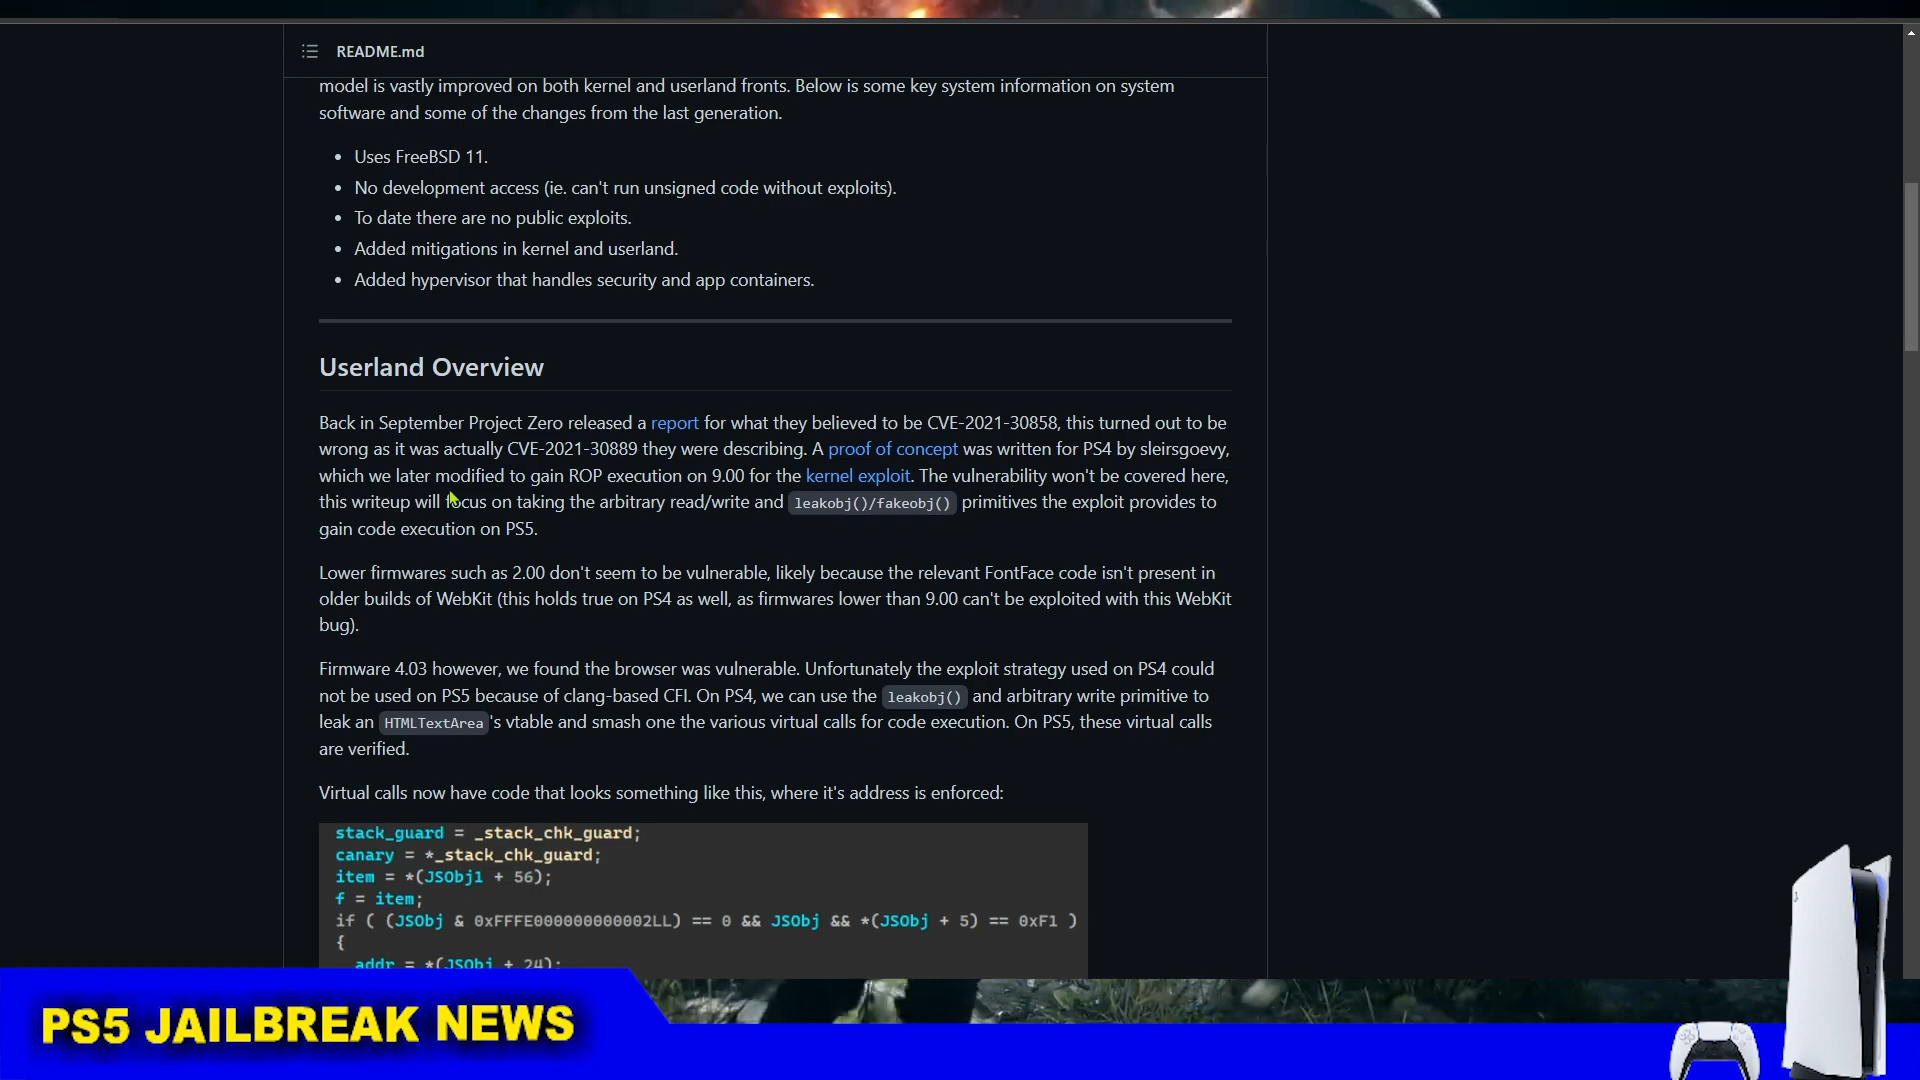 README.md
model is vastly improved on both kernel and userland fronts. Below is some key system information on system
software and some of the changes from the last generation.
• Uses FreeBSD 11.
• No development access (ie. can't run unsigned code without exploits).
• To date there are no public exploits.
• Added mitigations in kernel and userland.
• Added hypervisor that handles security and app containers.
Userland Overview
Back in September Project Zero released a report for what they believed to be CVE-2021-30858, this turned out to be
wrong as it was actually CVE-2021-30889 they were describing. A proof of concept was written for PS4 by sleirsgoevy,
which we later modified to gain ROP execution on 9.00 for the kernel exploit. The vulnerability won't be covered here,
this writeup will focus on taking the arbitrary read/write and leakobj()/fakeobj() primitives the exploit provides to
gain code execution on PS5.
Lower firmwares such as 2.00 don't seem to be vulnerable, likely because the relevant FontFace code isn't present in
older builds of WebKit (this holds true on PS4 as well, as firmwares lower than 9.00 can't be exploited with this WebKit
bug).
Firmware 4.03 however, we found the browser was vulnerable. Unfortunately the exploit strategy used on PS4 could
not be used on PS5 because of clang-based CFI. On PS4, we can use the leakobj() and arbitrary write primitive to
leak an HTMLTextArea's vtable and smash one the various virtual calls for code execution. On PS5, these virtual calls
are verified.
Virtual calls now have code that looks something like this, where it's address is enforced:
stack_guard = _stack_chk_guard;
canary = *_stack_chk_guard;
item = *(JSObj1 + 56);
f = item;
if ( (JSObj & 0xFFFE000000000002LL) == 0 && JSObj && *(JSObj + 5) == 0xF1 )
{
addr = *(JSObj + 24);
PS5 JAILBREAK NEWS